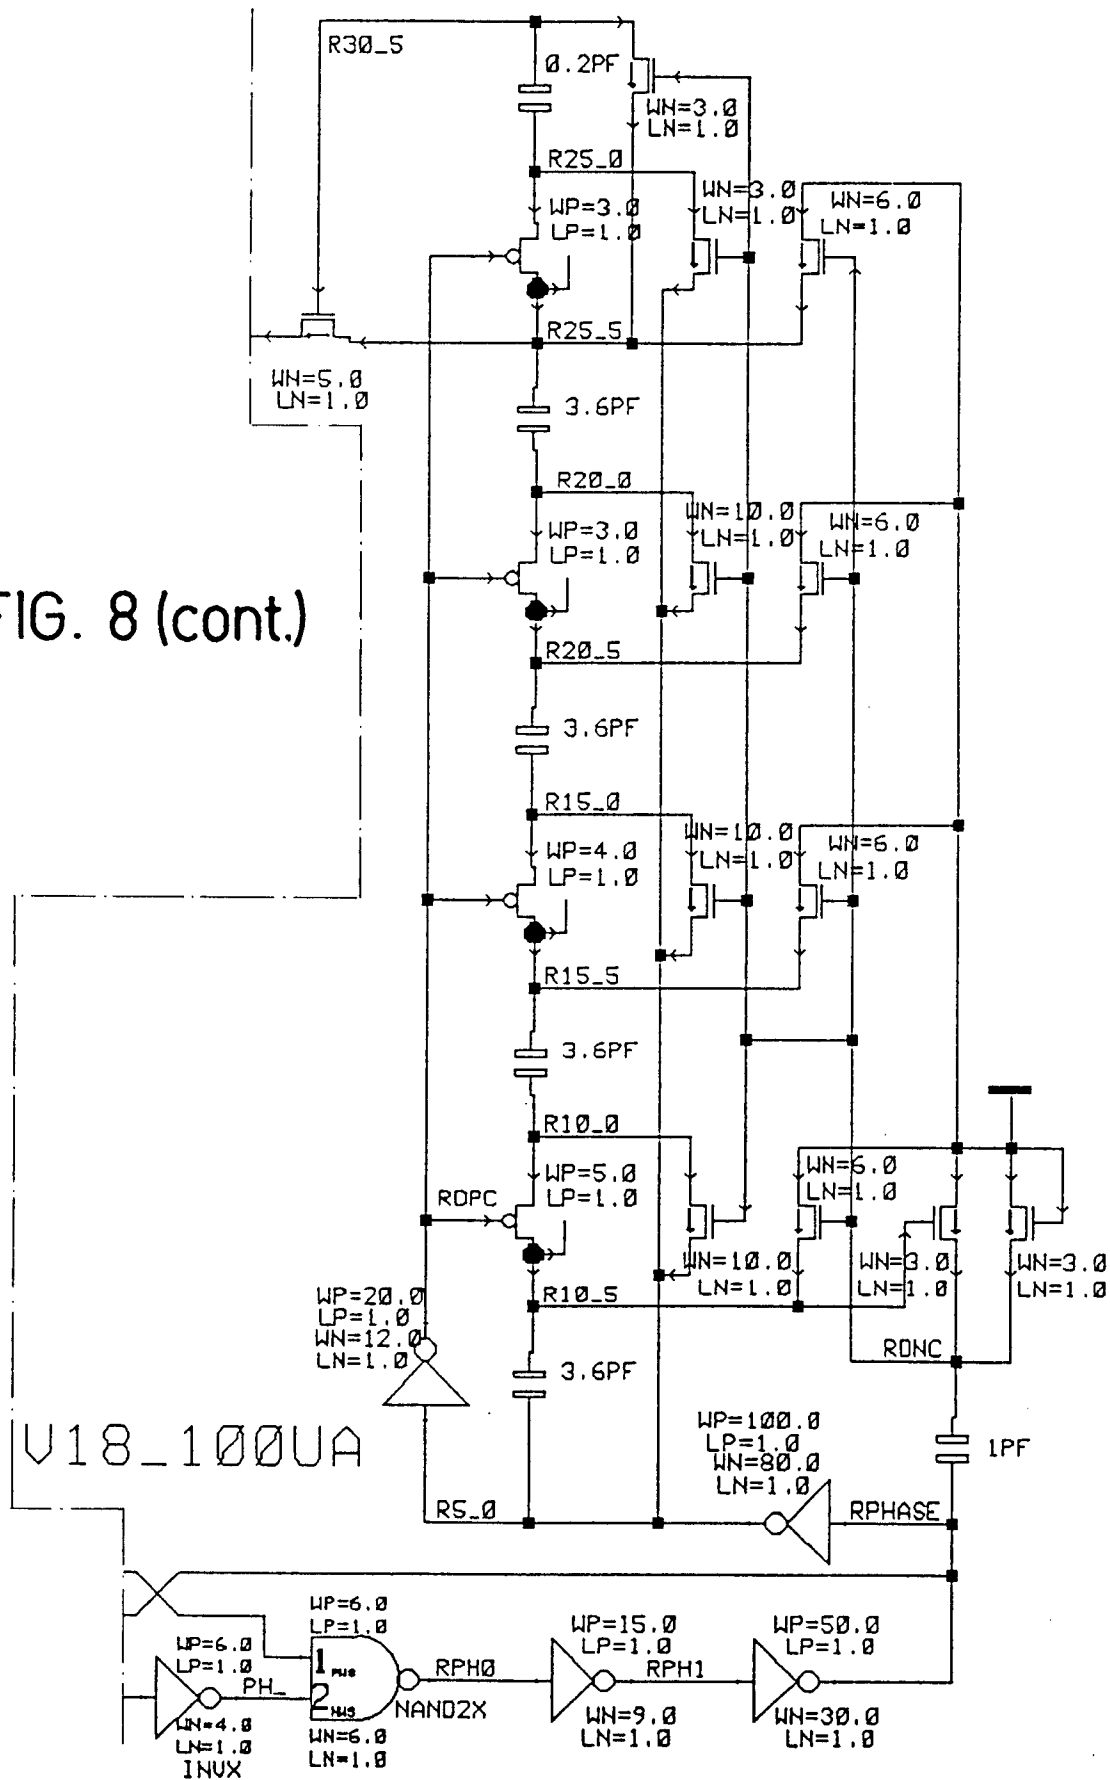 R30_5
0.2PF
WN=3.0
LN=1.0
R25_0
WN=3.0
LN=1.0
WN=6.0
LN=1.0
WP=3.0
LP=1.0
R25_5
WN=5.0
LN=1.0
3.6PF
R20_0
WN=10.0
LN=1.0
WN=6.0
LN=1.0
WP=3.0
LP=1.0
FIG. 8 (cont.)
R20_5
3.6PF
R15_0
WN=10.0
LN=1.0
WN=6.0
LN=1.0
WP=4.0
LP=1.0
R15_5
3.6PF
R10_0
WP=5.0
LP=1.0
WN=6.0
LN=1.0
RDPC
WN=10.0
LN=1.0
WN=3.0
LN=1.0
WN=3.0
LN=1.0
R10_5
WP=20.0
LP=1.0
WN=12.0
LN=1.0
RDNC
3.6PF
V18_100UA
WP=100.0
LP=1.0
WN=80.0
LN=1.0
1PF
R5_0
RPHASE
WP=6.0
LP=1.0
WP=6.0
LP=1.0
WP=15.0
LP=1.0
WP=50.0
LP=1.0
PH_
1
2
RPH0
RPH1
NAND2X
WN=4.0
LN=1.0
INVX
WN=6.0
LN=1.0
WN=9.0
LN=1.0
WN=30.0
LN=1.0